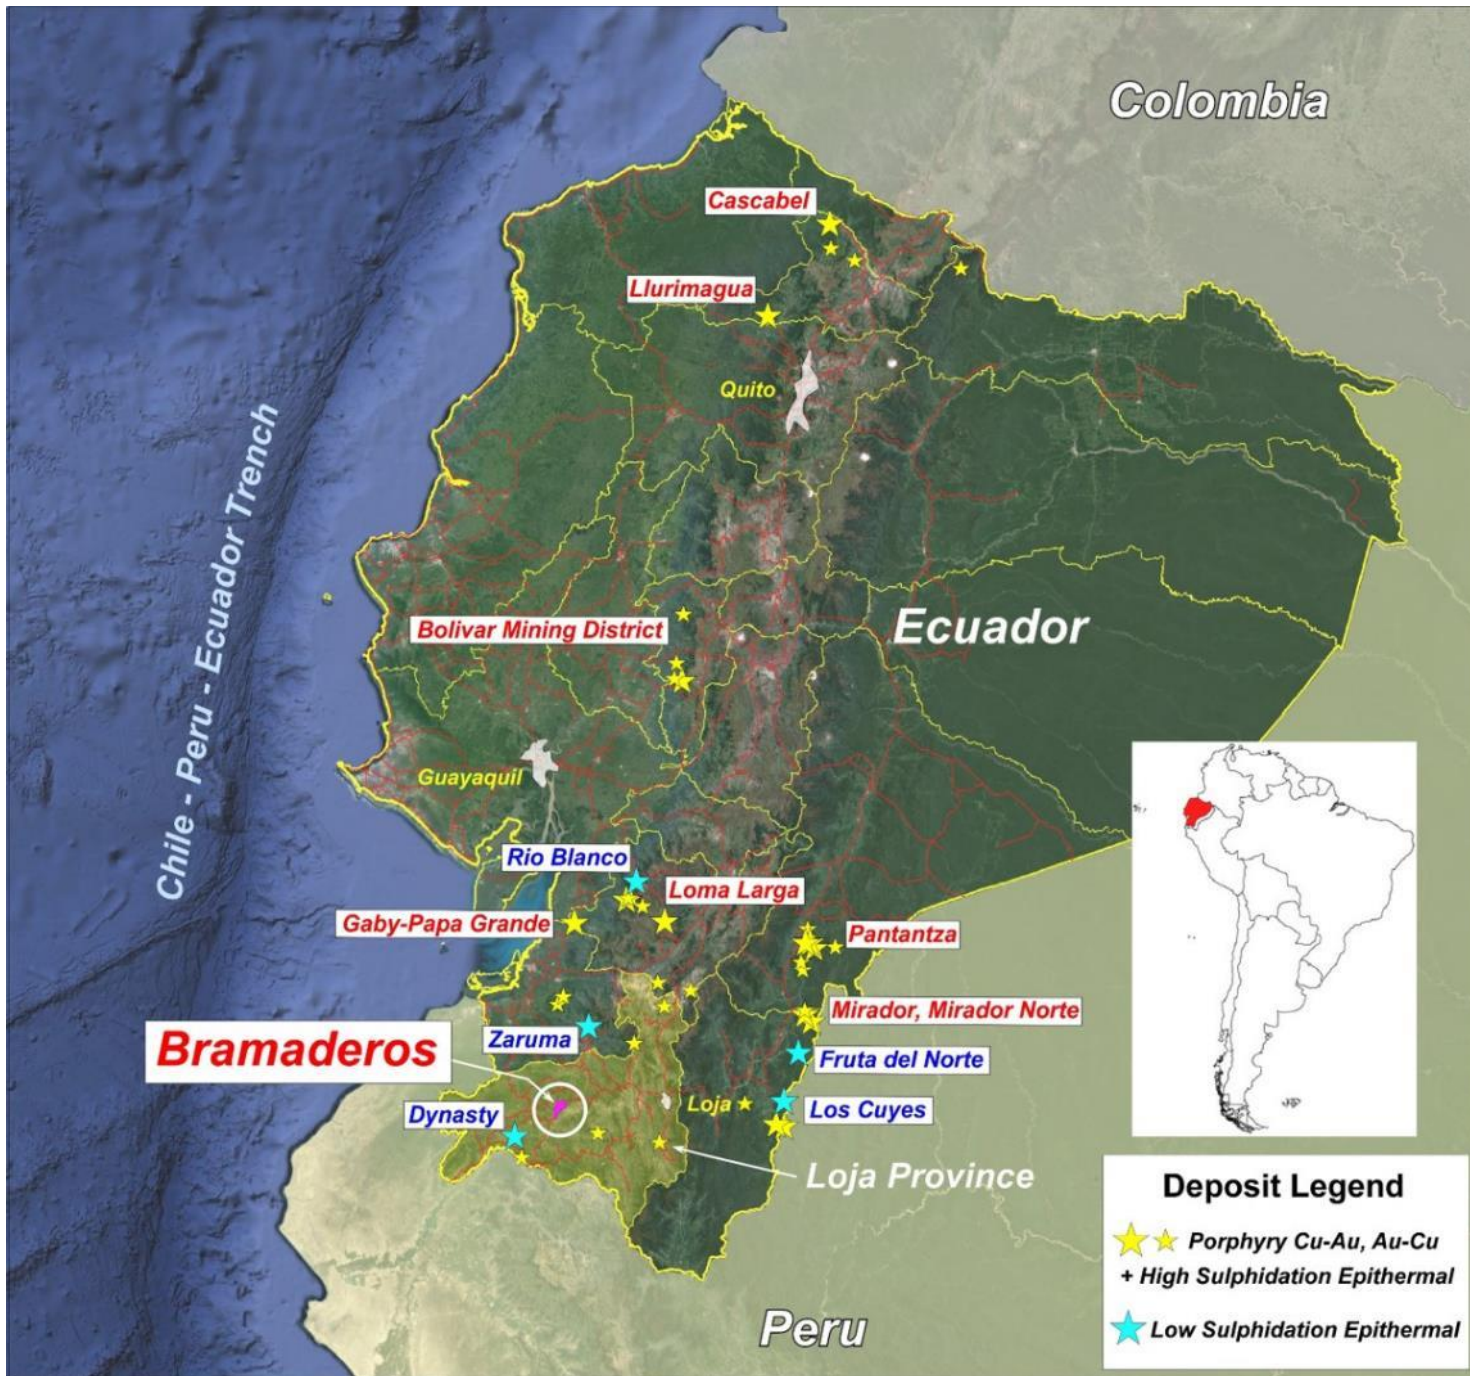 Colombia
Cascabel
Llurimagua
Quito
Chile - Peru - Ecuador Trench
Ecuador
Bolivar Mining District
Guayaquil
Rio Blanco
Loma Larga
Gaby-Papa Grande
Pantantza
Mirador, Mirador Norte
Zaruma
Bramaderos
Fruta del Norte
Dynasty
Loja
Los Cuyes
Loja Province
Deposit Legend
Porphyry Cu-Au, Au-Cu
+ High Sulphidation Epithermal
Low Sulphidation Epithermal
Peru